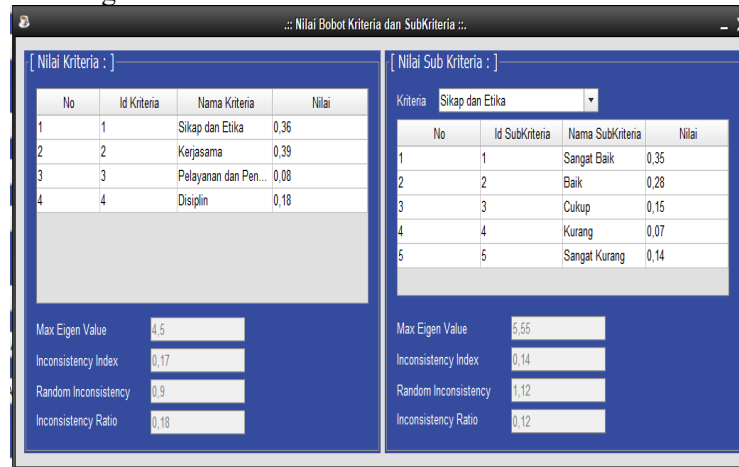 .:: Nilai Bobot Kriteria dan SubKriteria ::.
[ Nilai Kriteria : ]
No Id Kriteria Nama Kriteria Nilai
1 1 Sikap dan Etika 0,36
2 2 Kerjasama 0,39
3 3 Pelayanan dan Pen... 0,08
4 4 Disiplin 0,18
Max Eigen Value 4,5
Inconsistency Index 0,17
Random Inconsistency 0,9
Inconsistency Ratio 0,18
[ Nilai Sub Kriteria : ]
Kriteria Sikap dan Etika
No Id SubKriteria Nama SubKriteria Nilai
1 1 Sangat Baik 0,35
2 2 Baik 0,28
3 3 Cukup 0,15
4 4 Kurang 0,07
5 5 Sangat Kurang 0,14
Max Eigen Value 5,55
Inconsistency Index 0,14
Random Inconsistency 1,12
Inconsistency Ratio 0,12